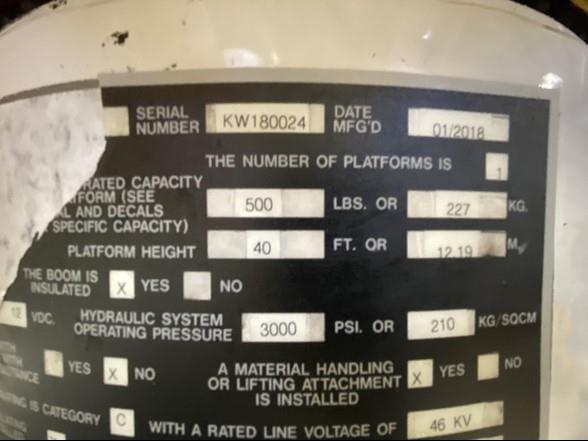 SERIAL NUMBER KW180024 DATE MFG'D 01/2018
THE NUMBER OF PLATFORMS IS 1
RATED CAPACITY
(SEE
AND DECALS 500 LBS. OR 227 KG.
SPECIFIC CAPACITY)
PLATFORM HEIGHT 40 FT. OR 12.19 M.
THE BOOM IS INSULATED X YES NO
12 VDC. HYDRAULIC SYSTEM OPERATING PRESSURE 3000 PSI. OR 210 KG/SQCM
YES X NO
A MATERIAL HANDLING OR LIFTING ATTACHMENT IS INSTALLED X YES NO
IS CATEGORY C
WITH A RATED LINE VOLTAGE OF 46 KV